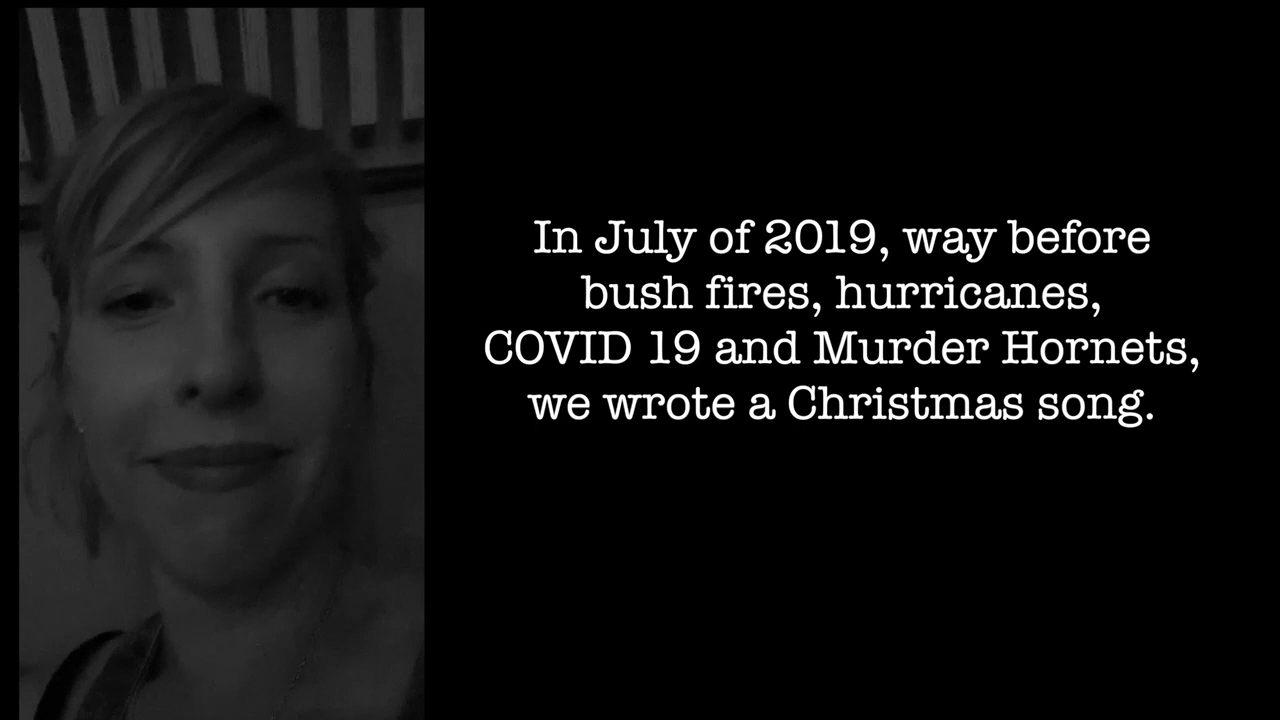 In July of 2019, way before
bush fires, hurricanes,
COVID 19 and Murder Hornets,
we wrote a Christmas song.